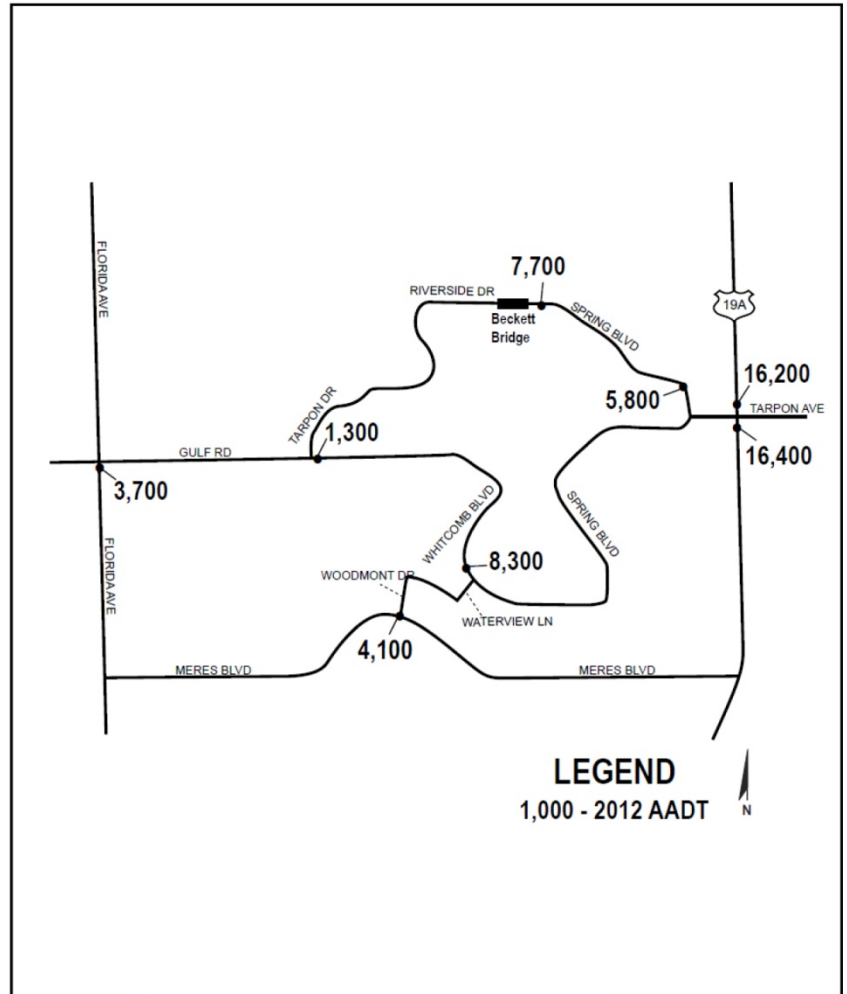 FLORIDA AVE
7,700
RIVERSIDE DR
Beckett
Bridge
SPRING BLVD
19A
16,200
5,800
TARPON AVE
16,400
TARPON DR
1,300
GULF RD
3,700
WHITCOMB BLVD
SPRING BLVD
FLORIDA AVE
8,300
WOODMONT DR
WATERVIEW LN
4,100
MERES BLVD
MERES BLVD
LEGEND
1,000 - 2012 AADT
N